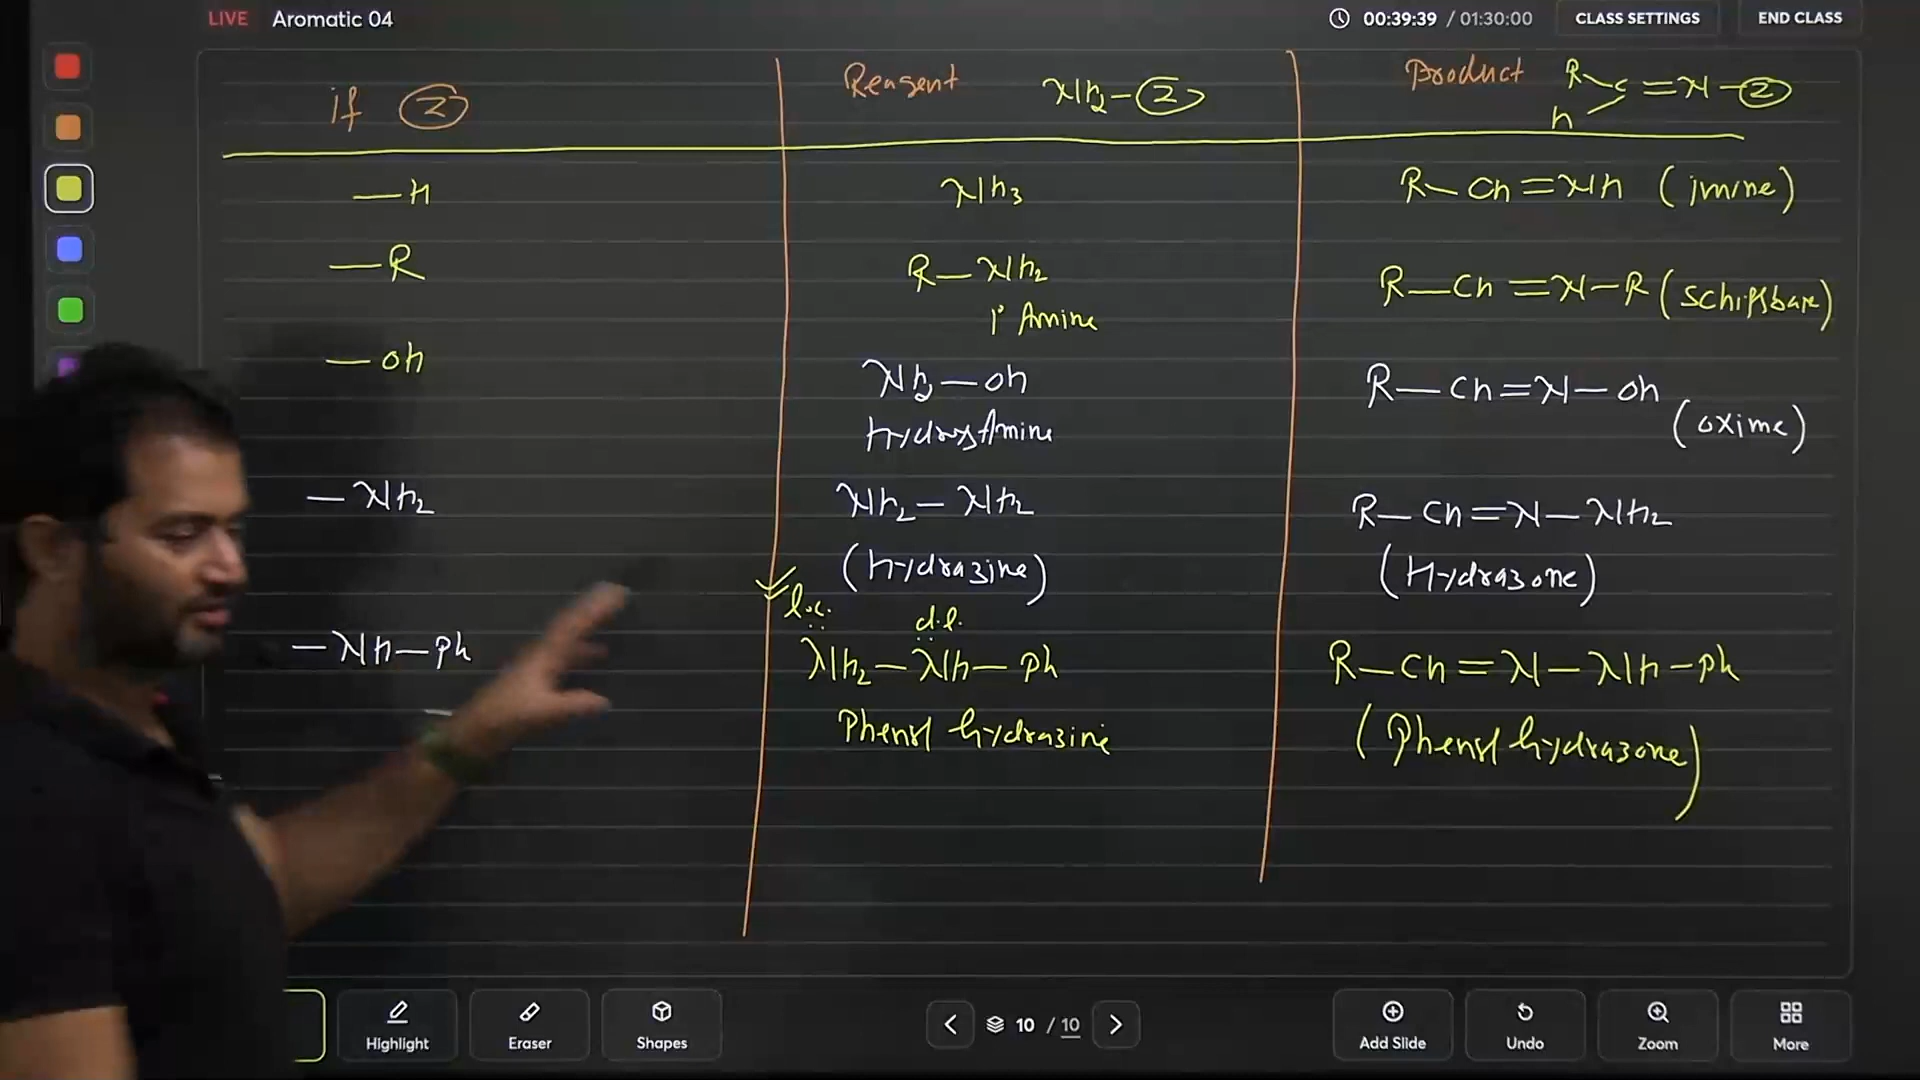 LIVE Aromatic 04 00:39:39 / 01:30:00 CLASS SETTINGS END CLASS
if Z Reagent NH2-Z Product R H C=N-Z
—H NH3 R—CH=NH (imine)
—R R—NH2 R—CH=N—R (Schiffsbase)
1° Amine
—OH NH2—OH R—CH=N—OH
HydroxyAmine (oxime)
—NH2 NH2—NH2 R—CH=N—NH2
(Hydrazine) (Hydrazone)
l.c. d.l.
—NH—Ph NH2—NH—Ph R—CH=N—NH—Ph
Phenyl hydrazine (Phenyl hydrazone)
Highlight Eraser Shapes 10 / 10 Add Slide Undo Zoom More